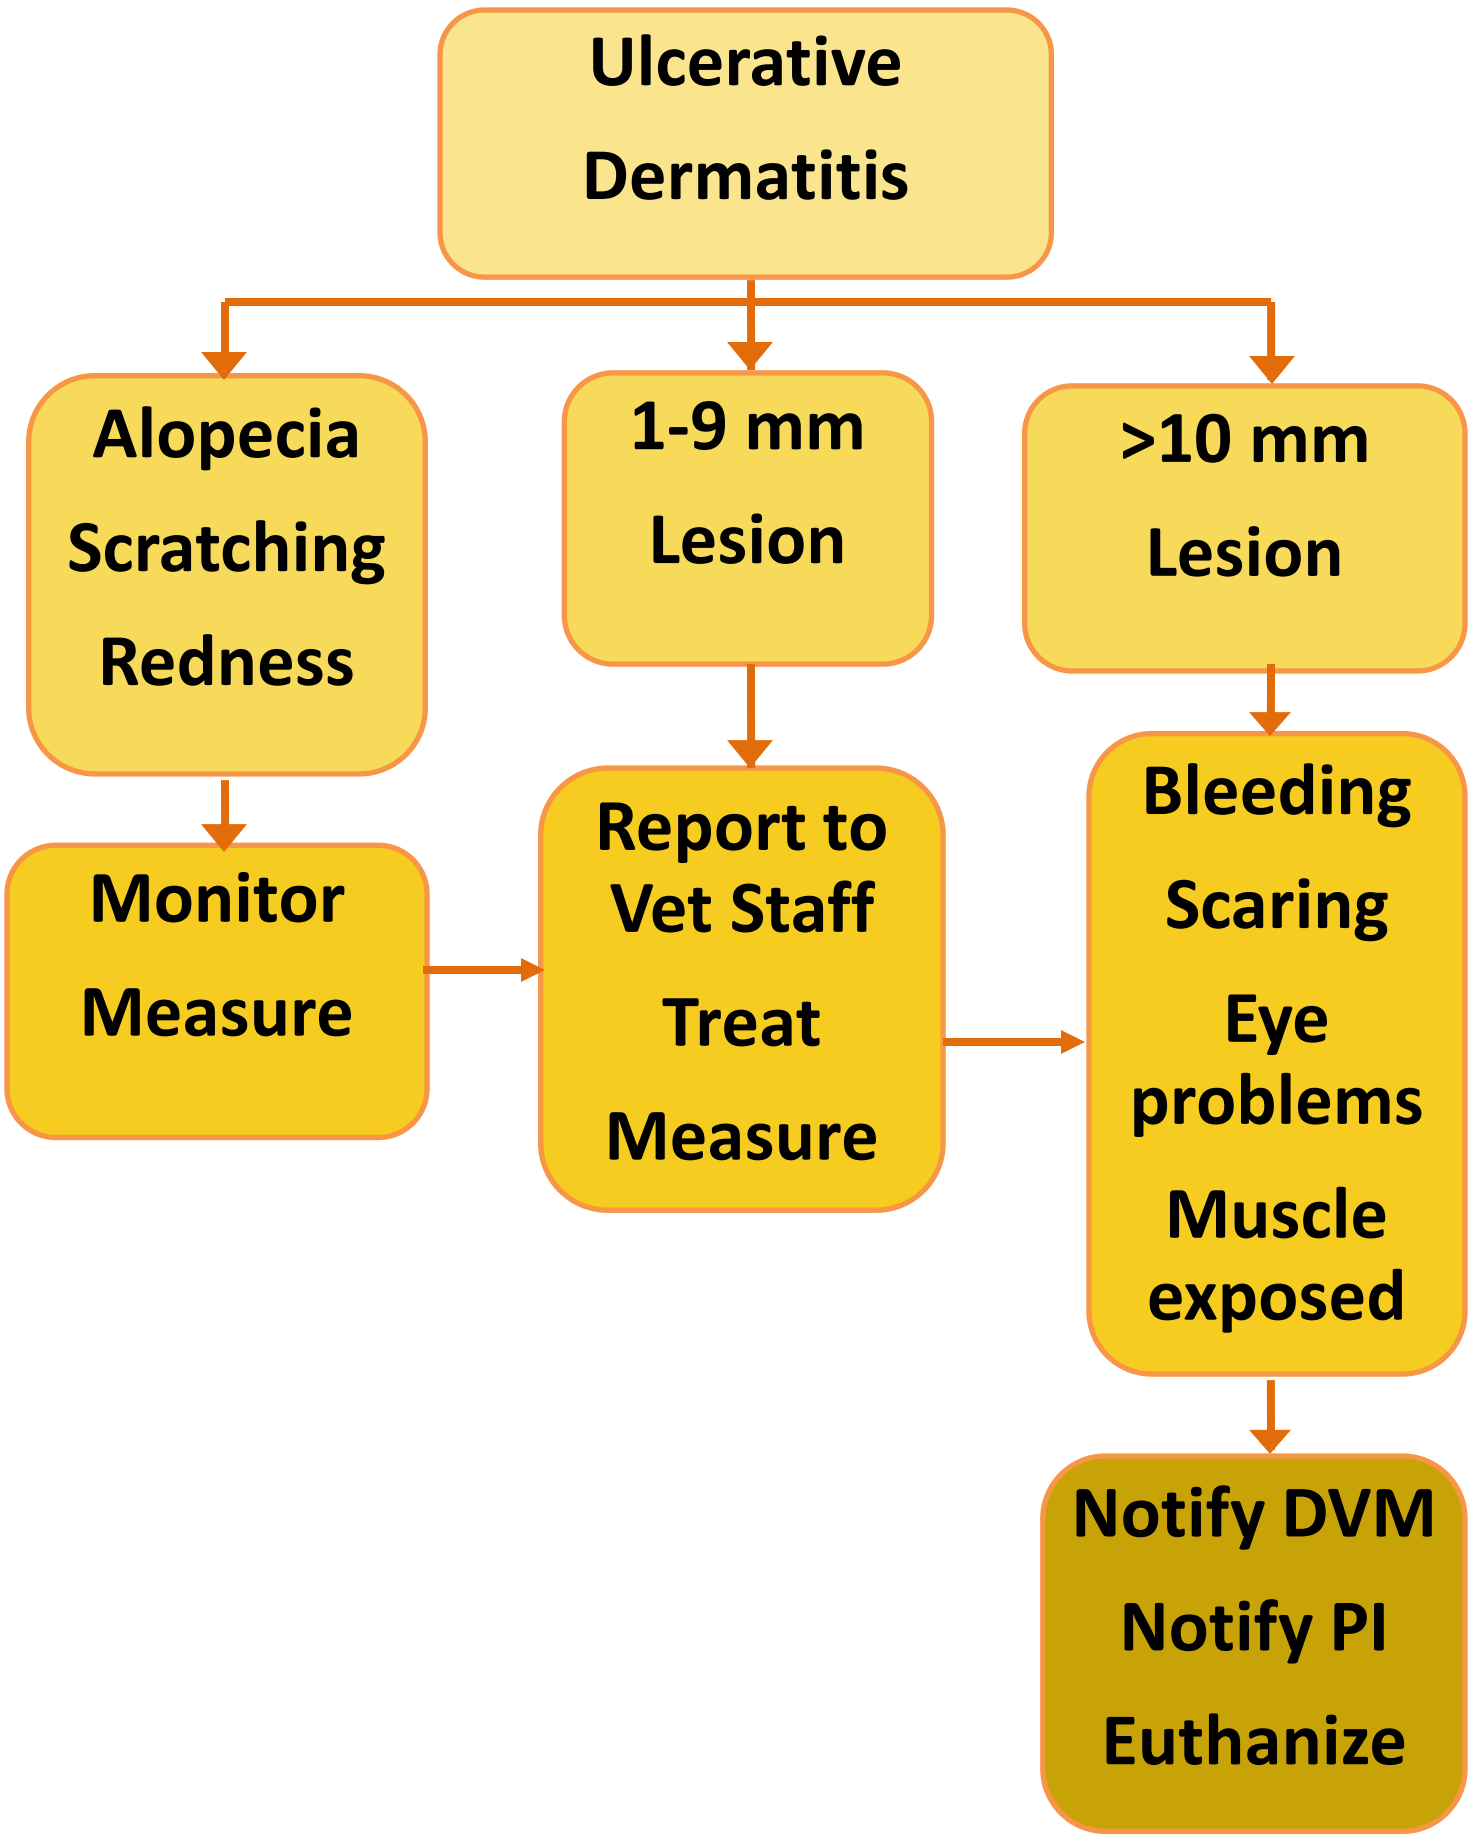 Ulcerative
Dermatitis
Alopecia
Scratching
Redness
1-9 mm
Lesion
>10 mm
Lesion
Monitor
Measure
Report to
Vet Staff
Treat
Measure
Bleeding
Scaring
Eye
problems
Muscle
exposed
Notify DVM
Notify PI
Euthanize